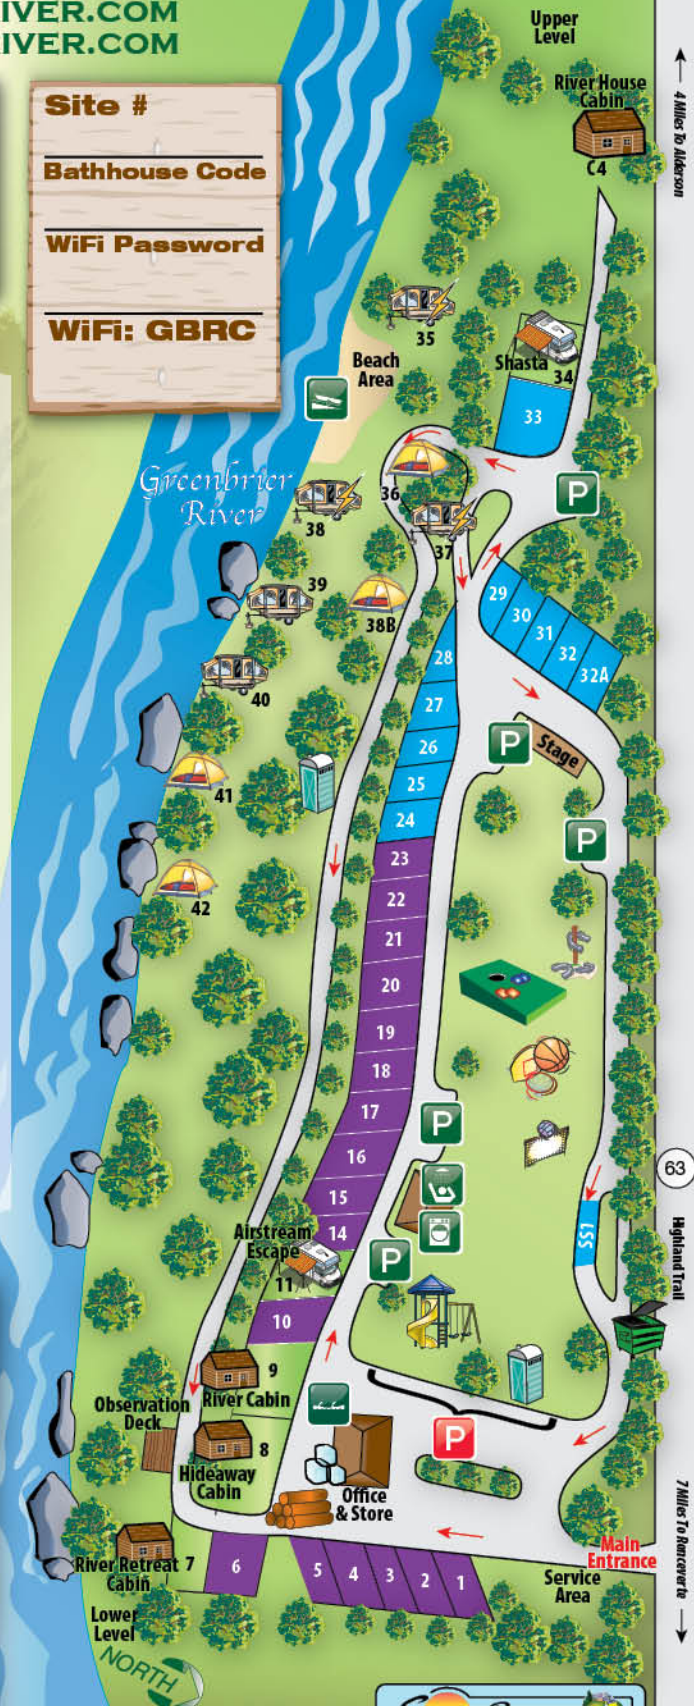 IVER.COM
IVER.COM
Site #
Bathhouse Code
WiFi Password
WiFi: GBRC
Upper
Level
River House
Cabin
C4
4 Miles To Alderson
35
Beach
Area
Shasta
34
33
Greenbrier
River
36
P
38
37
39
38B
29
30
31
32
32A
28
40
27
P
Stage
26
41
25
24
P
23
42
22
21
20
19
18
17
P
16
63
15
14
Airstream
Escape
SS1
Highland Trail
11
P
10
9
River Cabin
Observation
Deck
8
P
Hideaway
Cabin
Office
& Store
7 Miles To Ronceverte
Main
Entrance
River Retreat 7
Cabin
6
5
4
3
2
1
Service
Area
Lower
Level
NORTH